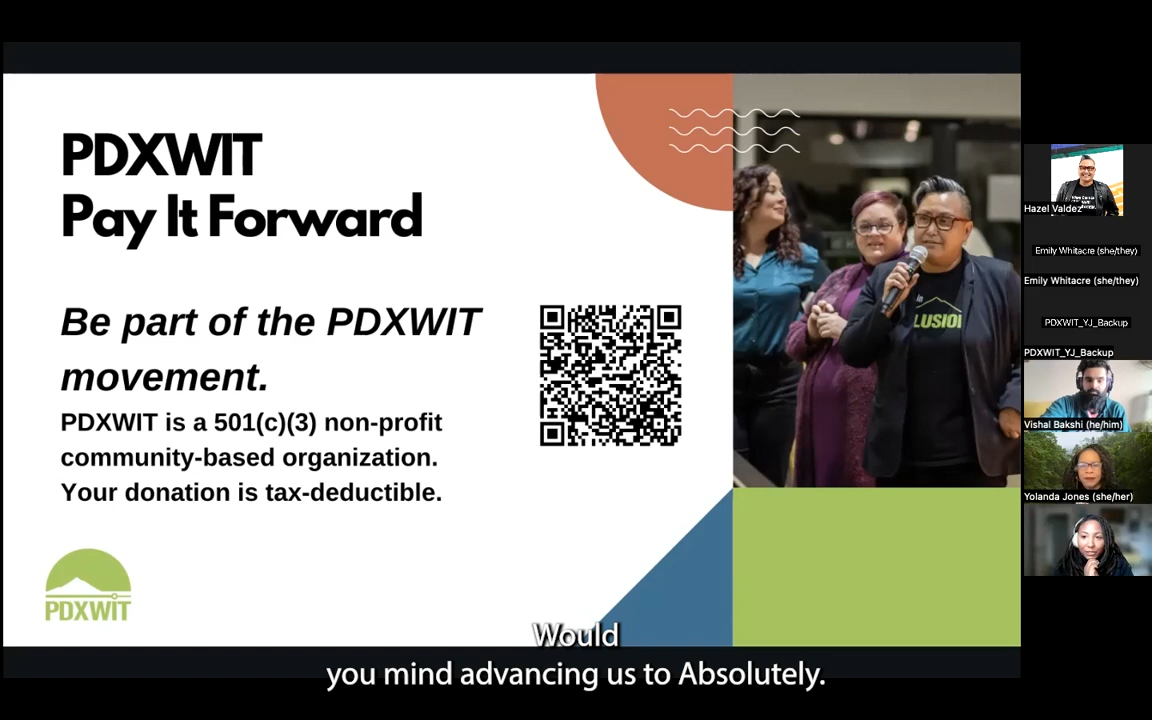 PDXWIT
Pay It Forward
Be part of the PDXWIT
movement.
PDXWIT is a 501(c)(3) non-profit
community-based organization.
Your donation is tax-deductible.
PDXWIT
in
LUSION
Would
you mind advancing us to Absolutely.
Hazel Valdez
Emily Whitacre (she/they)
Emily Whitacre (she/they)
PDXWIT_YJ_Backup
PDXWIT_YJ_Backup
Vishal Bakshi (he/him)
Yolanda Jones (she/her)